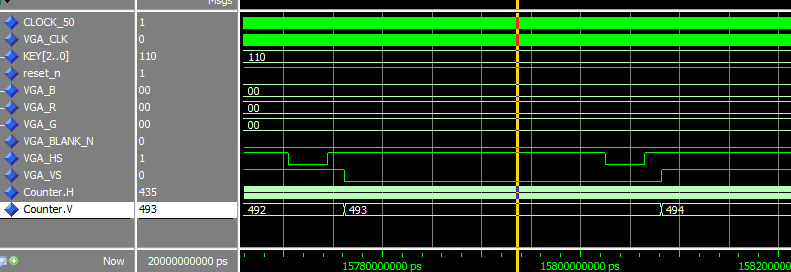 Msgs
CLOCK_50 1
VGA_CLK 0
KEY[2..0] 110 110
reset_n 1
VGA_B 00 00
VGA_R 00 00
VGA_G 00 00
VGA_BLANK_N 0
VGA_HS 1
VGA_VS 0
Counter.H 435
Counter.V 493 492 493 494
Now 20000000000 ps 15780000000 ps 15800000000 ps